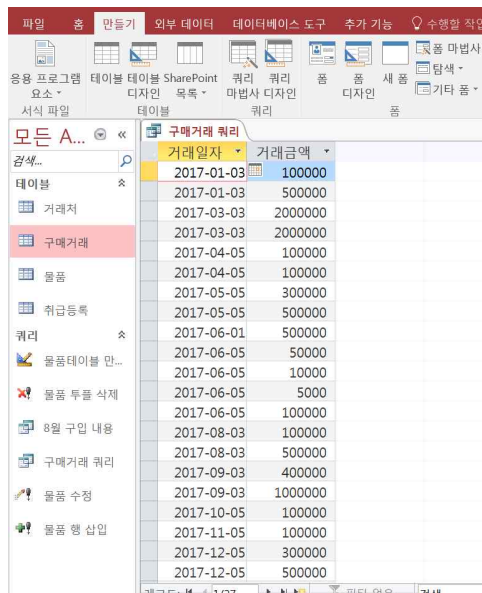 파일 홈 만들기 외부 데이터 데이터베이스 도구 추가 기능 수행할 작업
응용 프로그램 요소
테이블
테이블 디자인
SharePoint 목록
쿼리 마법사
쿼리 디자인
폼
폼 디자인
새 폼
폼 마법사
탐색
기타 폼
서식 파일 테이블 쿼리 폼
모든 A... «
검색...
테이블
거래처
구매거래
물품
취급등록
쿼리
물품테이블 만...
물품 투플 삭제
8월 구입 내용
구매거래 쿼리
물품 수정
물품 행 삽입
구매거래 쿼리
거래일자 거래금액
2017-01-03 100000
2017-01-03 500000
2017-03-03 2000000
2017-03-03 2000000
2017-04-05 100000
2017-04-05 100000
2017-05-05 300000
2017-05-05 500000
2017-06-01 500000
2017-06-05 50000
2017-06-05 10000
2017-06-05 5000
2017-06-05 100000
2017-08-03 100000
2017-08-03 500000
2017-09-03 400000
2017-09-03 1000000
2017-10-05 100000
2017-11-05 100000
2017-12-05 300000
2017-12-05 500000